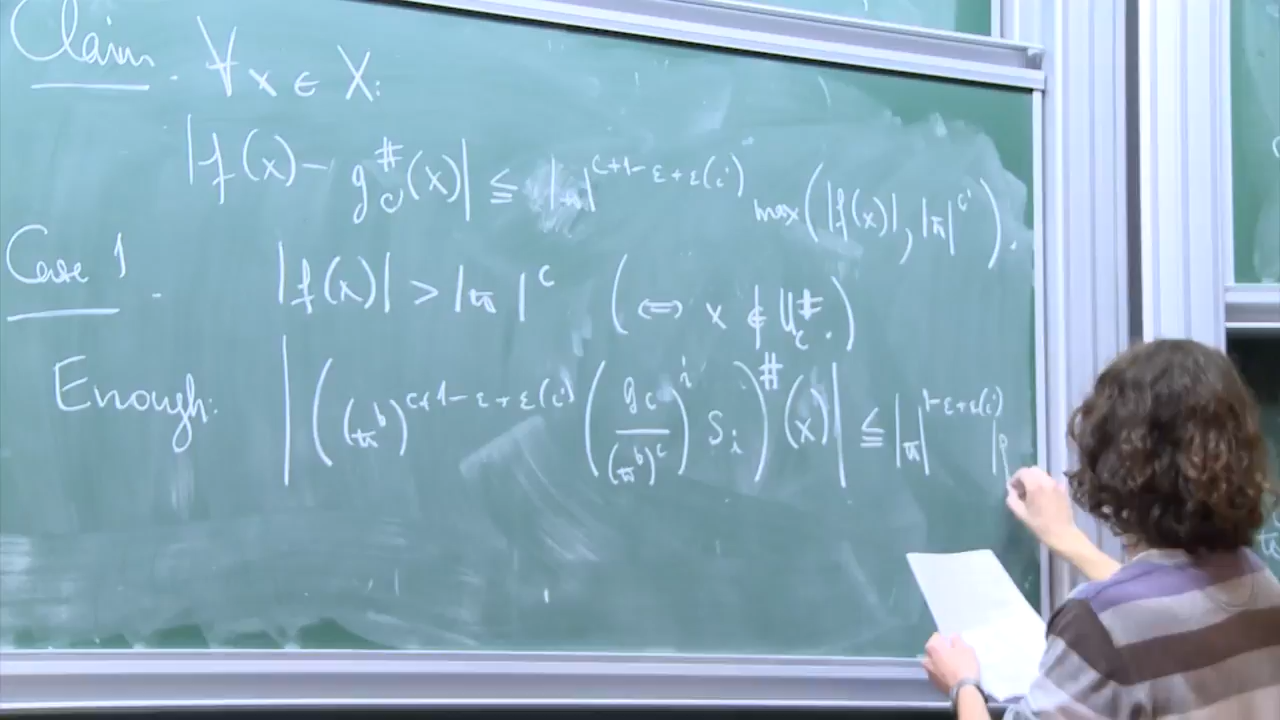 Claim. ∀x ∈ X:
|f(x) − g_c^#(x)| ≦ |ϖ|^{c+1−ε+ε(i)} max(|f(x)|, |ϖ|^{c'}).
Case 1. |f(x)| > |ϖ|^c (⇔ x ∉ U_c^#.)
Enough: |((ϖ^b)^{c+1−ε+ε(i)} (g_c/(ϖ^b)^c)^i s_i)^#(x)| ≦ |ϖ|^{1−ε+ε(i)} |f